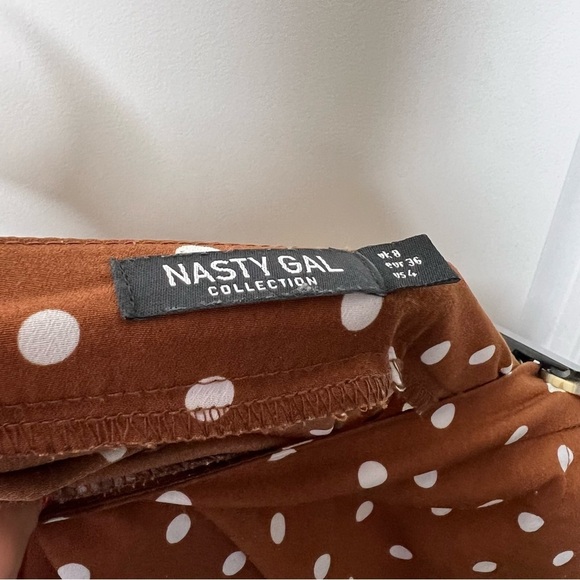 NASTY GAL
COLLECTION
uk 8
eur 36
us 4